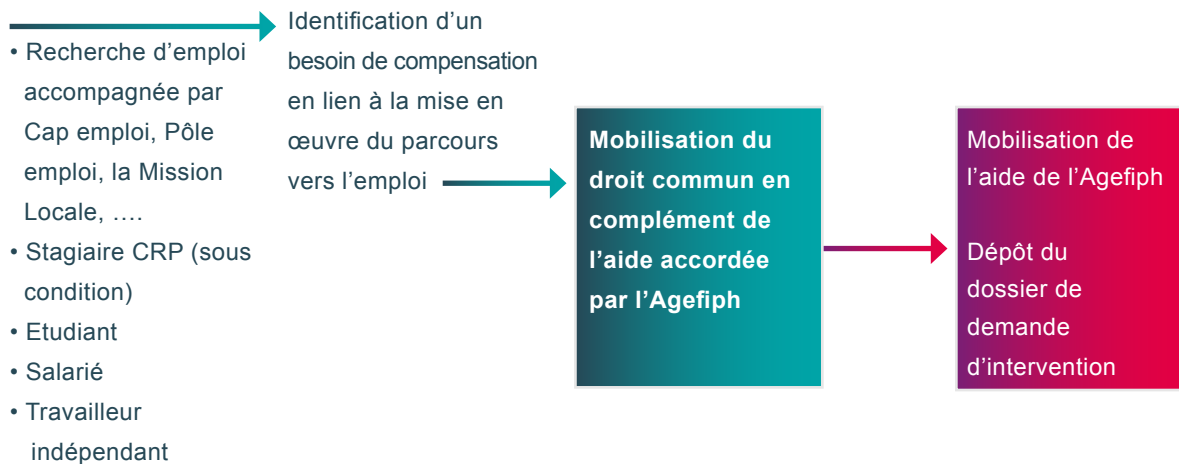 • Recherche d’emploi
accompagnée par
Cap emploi, Pôle
emploi, la Mission
Locale, ….
• Stagiaire CRP (sous
condition)
• Etudiant
• Salarié
• Travailleur
indépendant
Identification d’un
besoin de compensation
en lien à la mise en
œuvre du parcours
vers l’emploi
Mobilisation du
droit commun en
complément de
l’aide accordée
par l’Agefiph
Mobilisation de
l’aide de l’Agefiph
Dépôt du
dossier de
demande
d’intervention